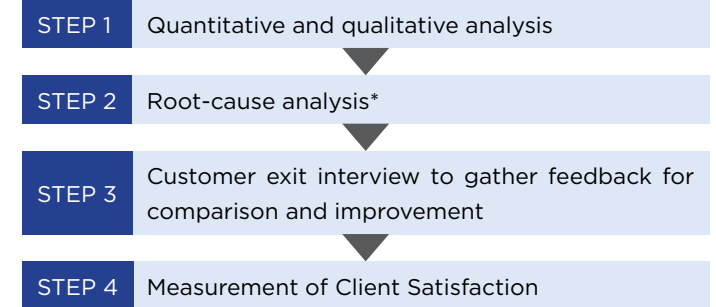 STEP 1 Quantitative and qualitative analysis
STEP 2 Root-cause analysis*
STEP 3 Customer exit interview to gather feedback for
comparison and improvement
STEP 4 Measurement of Client Satisfaction